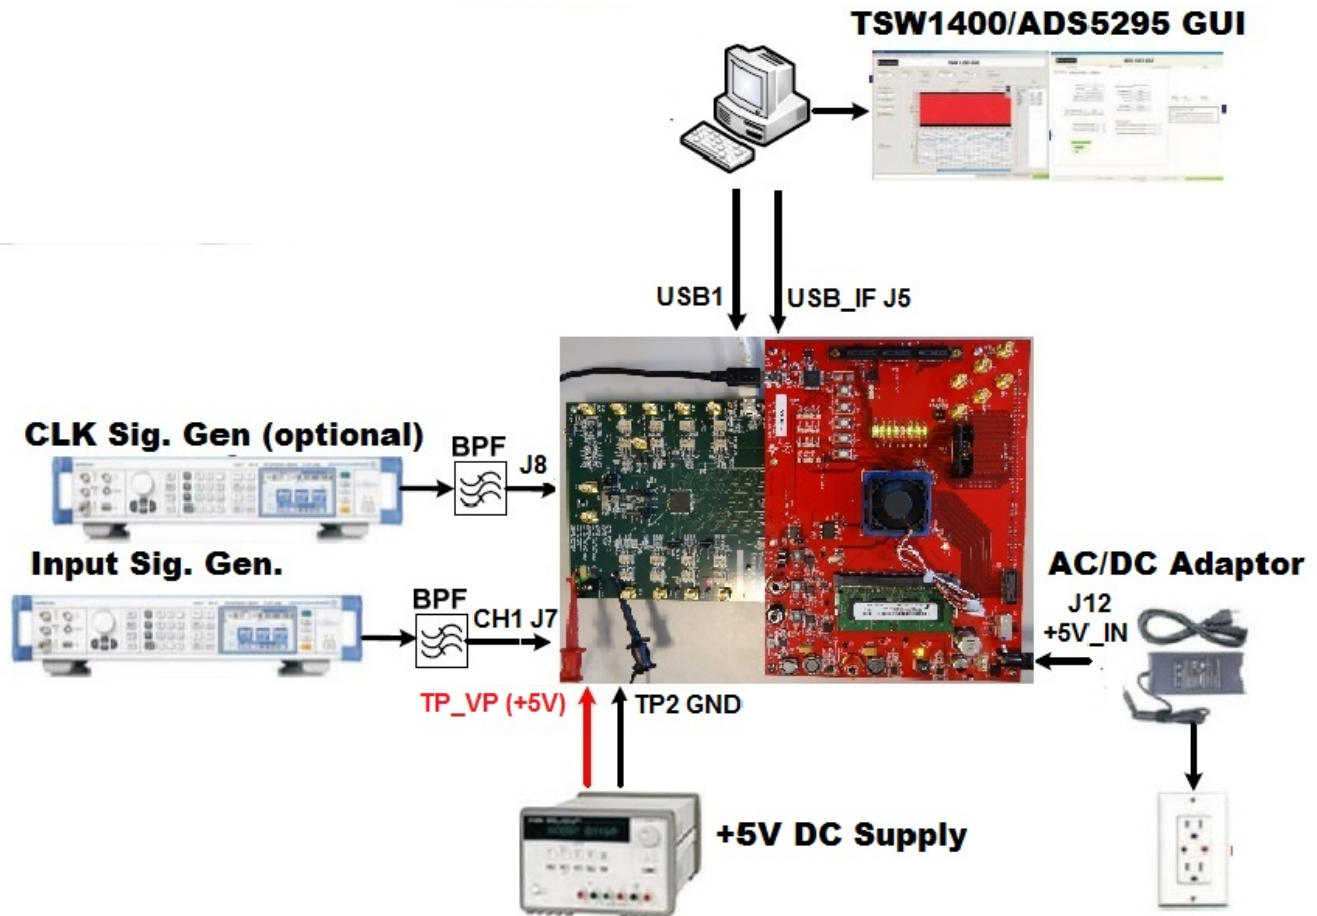 TSW1400/ADS5295 GUI
USB1
USB_IF J5
CLK Sig. Gen (optional)
BPF
J8
Input Sig. Gen.
BPF
CH1 J7
AC/DC Adaptor
J12
+5V_IN
TP_VP (+5V)
TP2 GND
+5V DC Supply